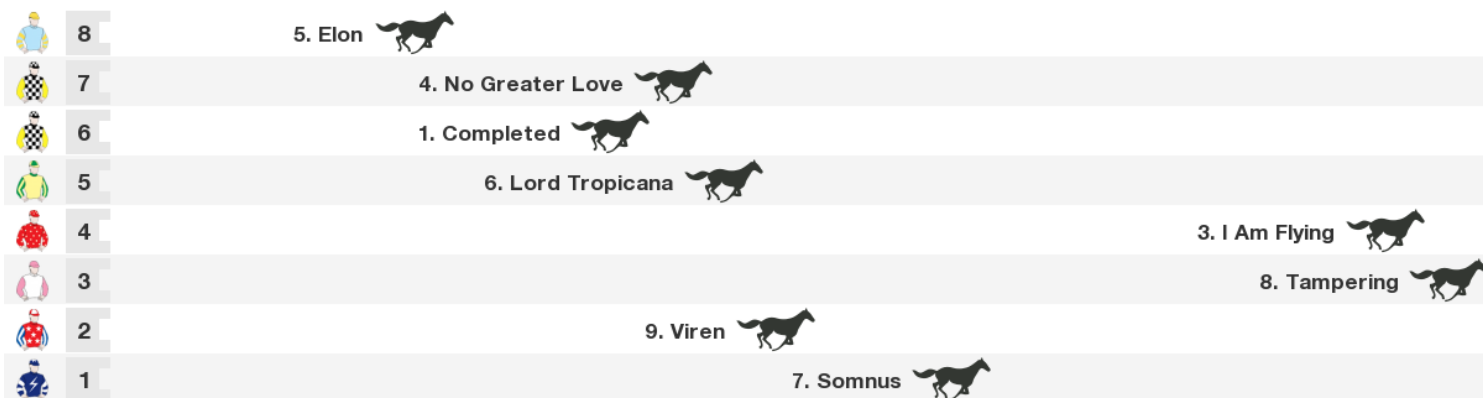 8 5. Elon
7 4. No Greater Love
6 1. Completed
5 6. Lord Tropicana
4 3. I Am Flying
3 8. Tampering
2 9. Viren
1 7. Somnus